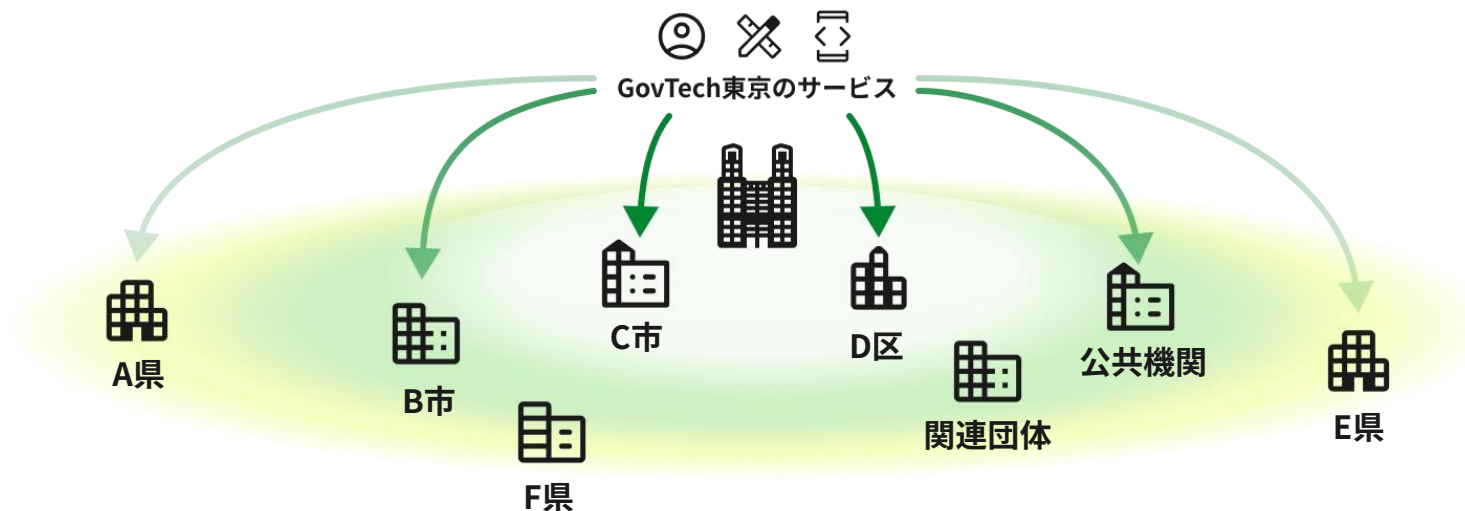 GovTech東京のサービス
A県
B市
C市
D区
公共機関
E県
F県
関連団体